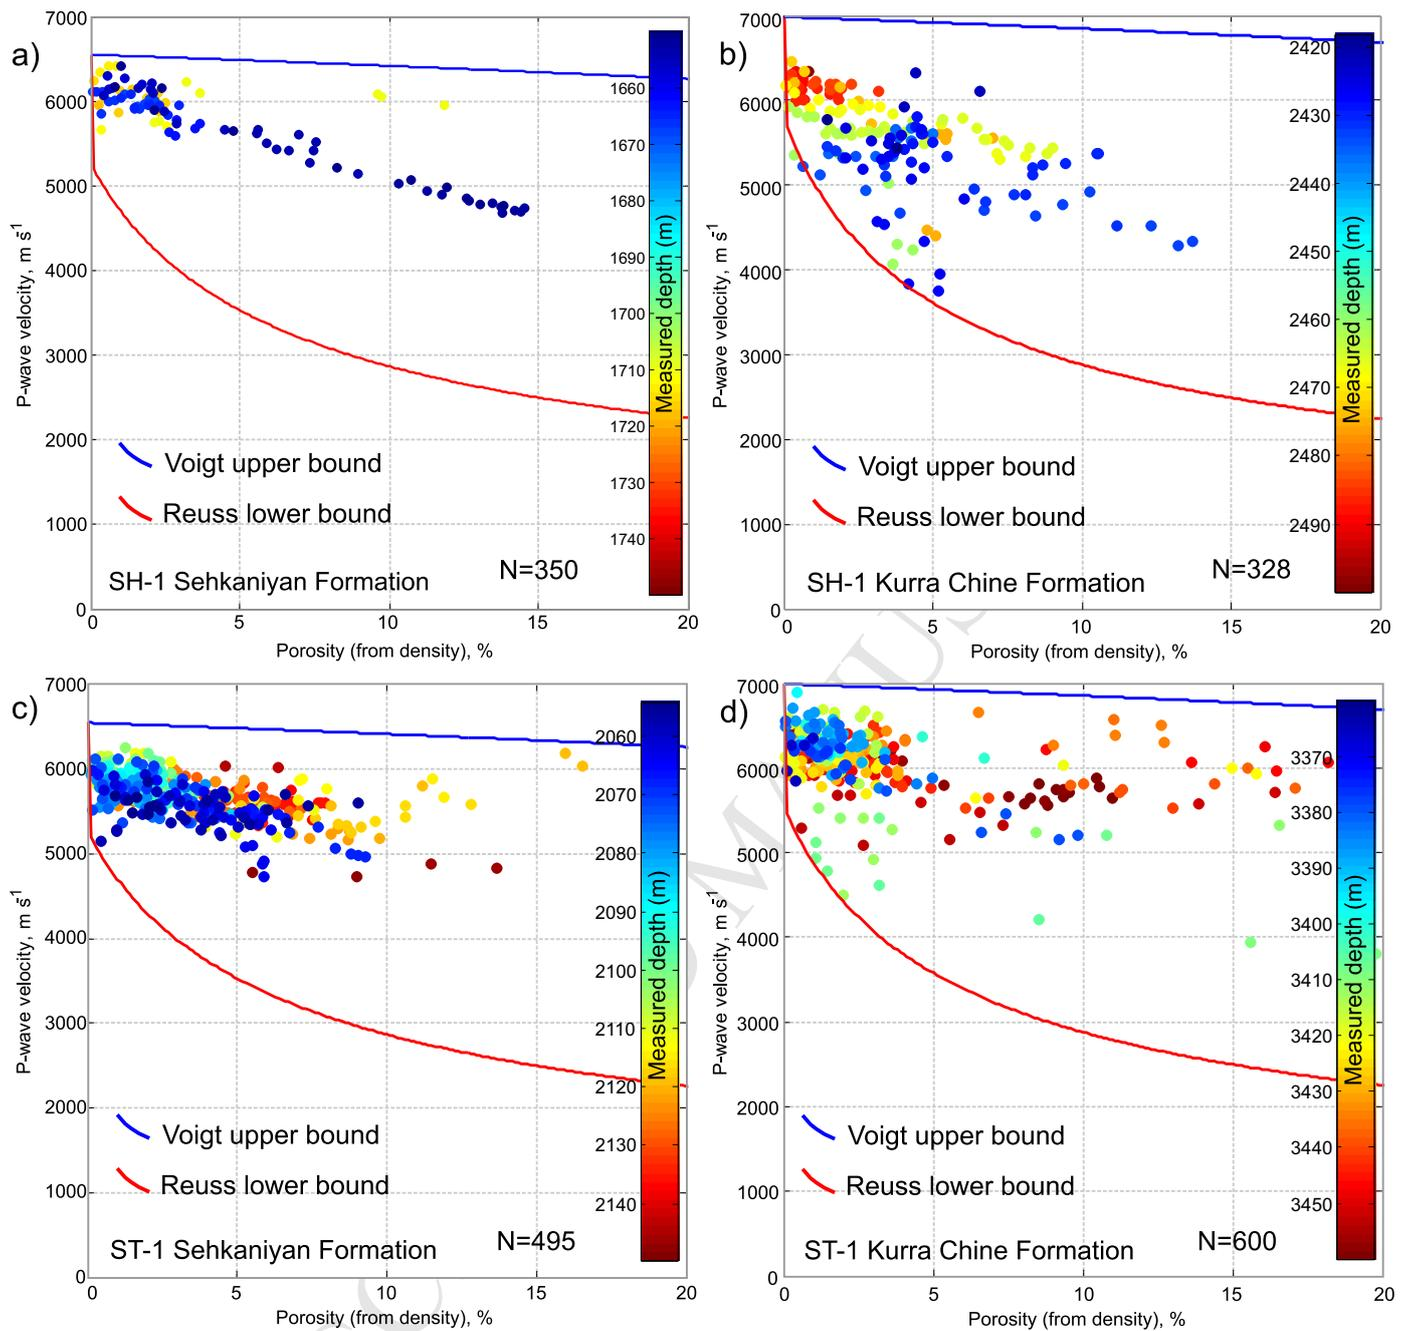 a)
7000
6000
5000
4000
3000
2000
1000
0
P-wave velocity, m s-1
0 5 10 15 20
Porosity (from density), %
1660
1670
1680
1690
1700
1710
1720
1730
1740
Measured depth (m)
Voigt upper bound
Reuss lower bound
N=350
SH-1 Sehkaniyan Formation
b)
7000
6000
5000
4000
3000
2000
1000
0
P-wave velocity, m s-1
0 5 10 15 20
Porosity (from density), %
2420
2430
2440
2450
2460
2470
2480
2490
Measured depth (m)
Voigt upper bound
Reuss lower bound
N=328
SH-1 Kurra Chine Formation
c)
7000
6000
5000
4000
3000
2000
1000
0
P-wave velocity, m s-1
0 5 10 15 20
Porosity (from density), %
2060
2070
2080
2090
2100
2110
2120
2130
2140
Measured depth (m)
Voigt upper bound
Reuss lower bound
N=495
ST-1 Sehkaniyan Formation
d)
7000
6000
5000
4000
3000
2000
1000
0
P-wave velocity, m s-1
0 5 10 15 20
Porosity (from density), %
3370
3380
3390
3400
3410
3420
3430
3440
3450
Measured depth (m)
Voigt upper bound
Reuss lower bound
N=600
ST-1 Kurra Chine Formation